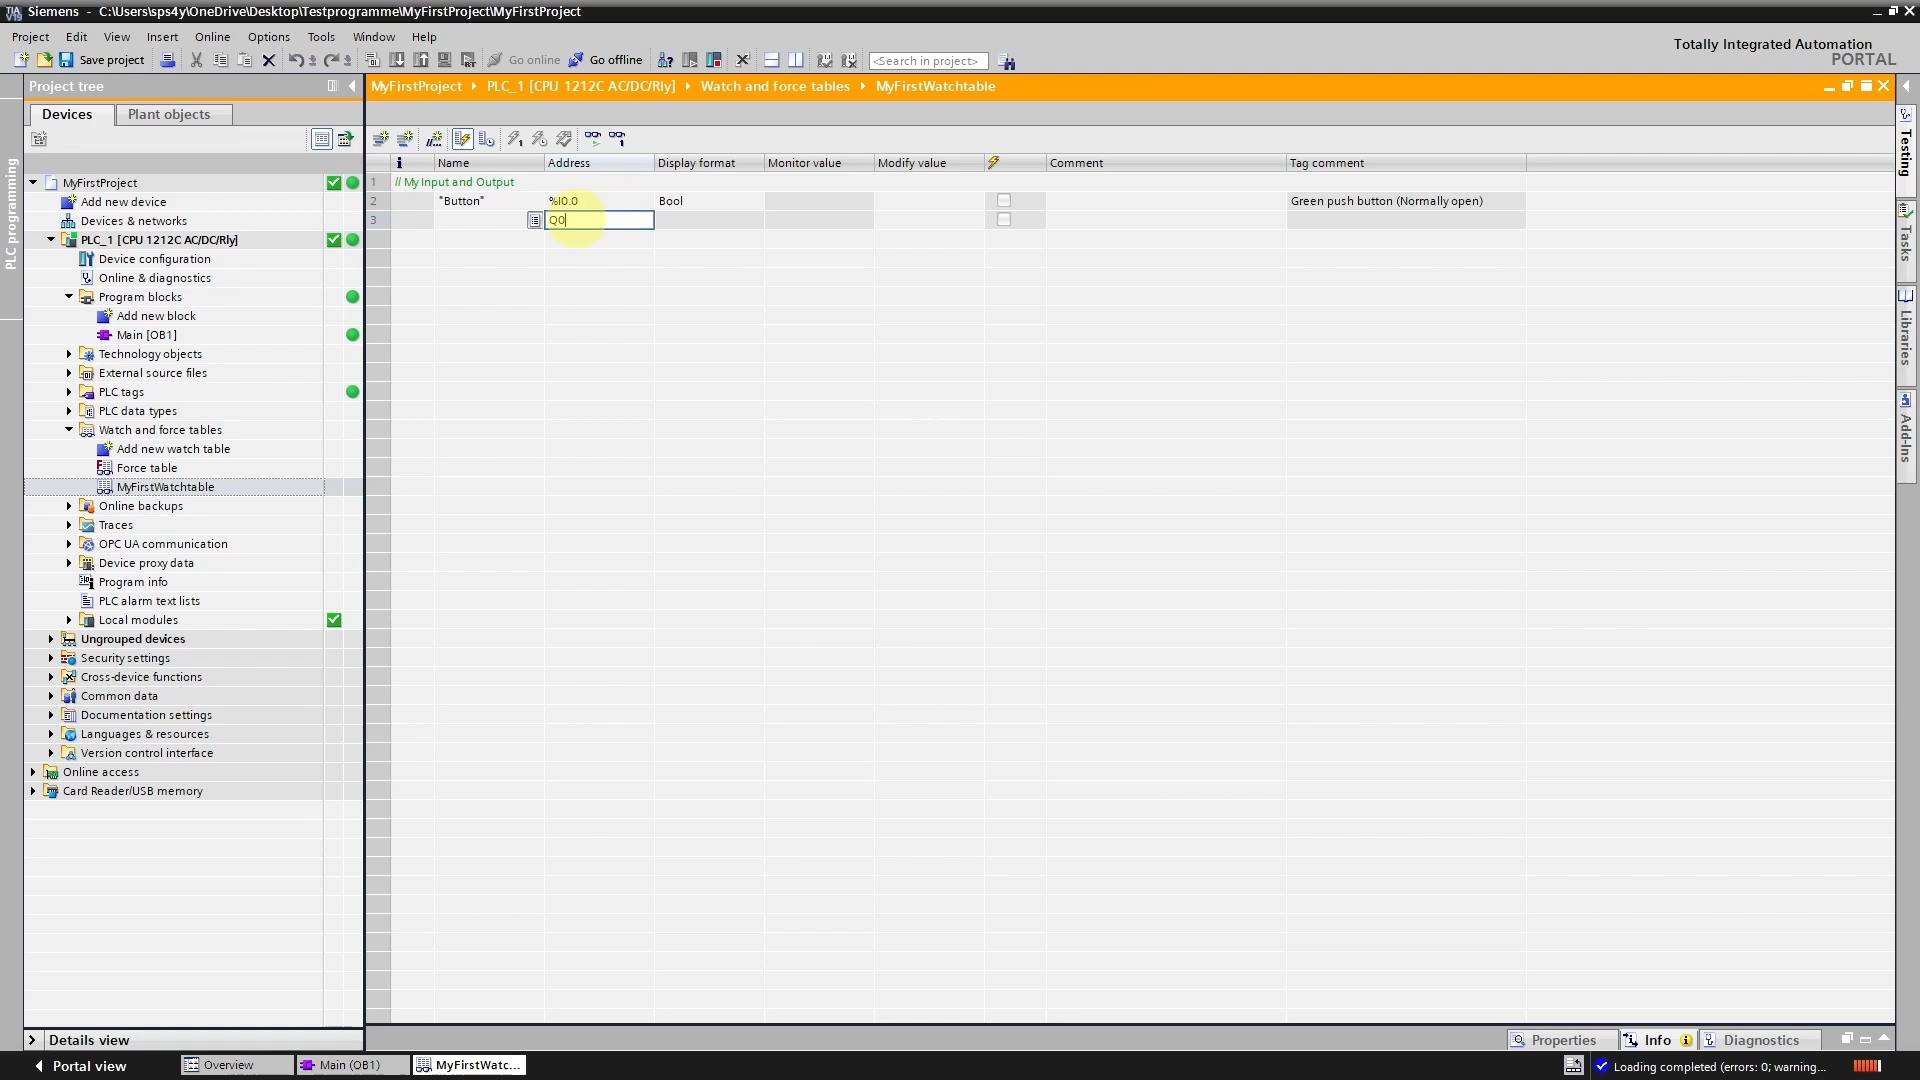 Siemens - C:\Users\sps4y\OneDrive\Desktop\Testprogramme\MyFirstProject\MyFirstProject
Project Edit View Insert Online Options Tools Window Help
Totally Integrated Automation
PORTAL
Save project
Go online
Go offline
<Search in project>
Project tree
MyFirstProject PLC_1 [CPU 1212C AC/DC/Rly] Watch and force tables MyFirstWatchtable
Devices
Plant objects
i Name Address Display format Monitor value Modify value Comment Tag comment
1 // My Input and Output
2 "Button" %I0.0 Bool Green push button (Normally open)
3 Q0
MyFirstProject
Add new device
Devices & networks
PLC_1 [CPU 1212C AC/DC/Rly]
Device configuration
Online & diagnostics
Program blocks
Add new block
Main [OB1]
Technology objects
External source files
PLC tags
PLC data types
Watch and force tables
Add new watch table
Force table
MyFirstWatchtable
Online backups
Traces
OPC UA communication
Device proxy data
Program info
PLC alarm text lists
Local modules
Ungrouped devices
Security settings
Cross-device functions
Common data
Documentation settings
Languages & resources
Version control interface
Online access
Card Reader/USB memory
Details view
PLC programming
Testing
Tasks
Libraries
Add-Ins
Properties
Info
Diagnostics
Portal view
Overview
Main (OB1)
MyFirstWatc...
Loading completed (errors: 0; warning...